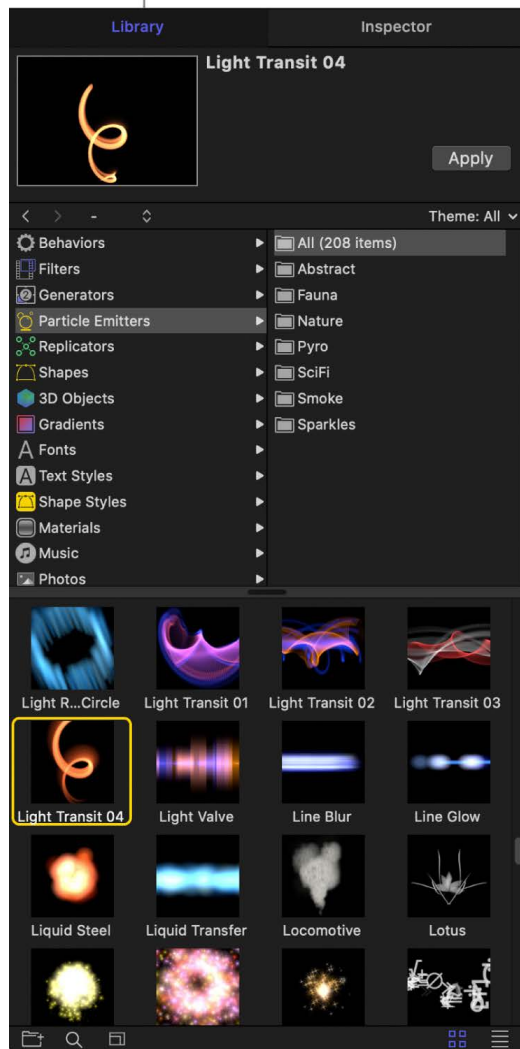 Library Inspector
Light Transit 04
Apply
Theme: All
Behaviors
Filters
Generators
Particle Emitters
Replicators
Shapes
3D Objects
Gradients
Fonts
Text Styles
Shape Styles
Materials
Music
Photos
All (208 items)
Abstract
Fauna
Nature
Pyro
SciFi
Smoke
Sparkles
Light R...Circle Light Transit 01 Light Transit 02 Light Transit 03
Light Transit 04 Light Valve Line Blur Line Glow
Liquid Steel Liquid Transfer Locomotive Lotus